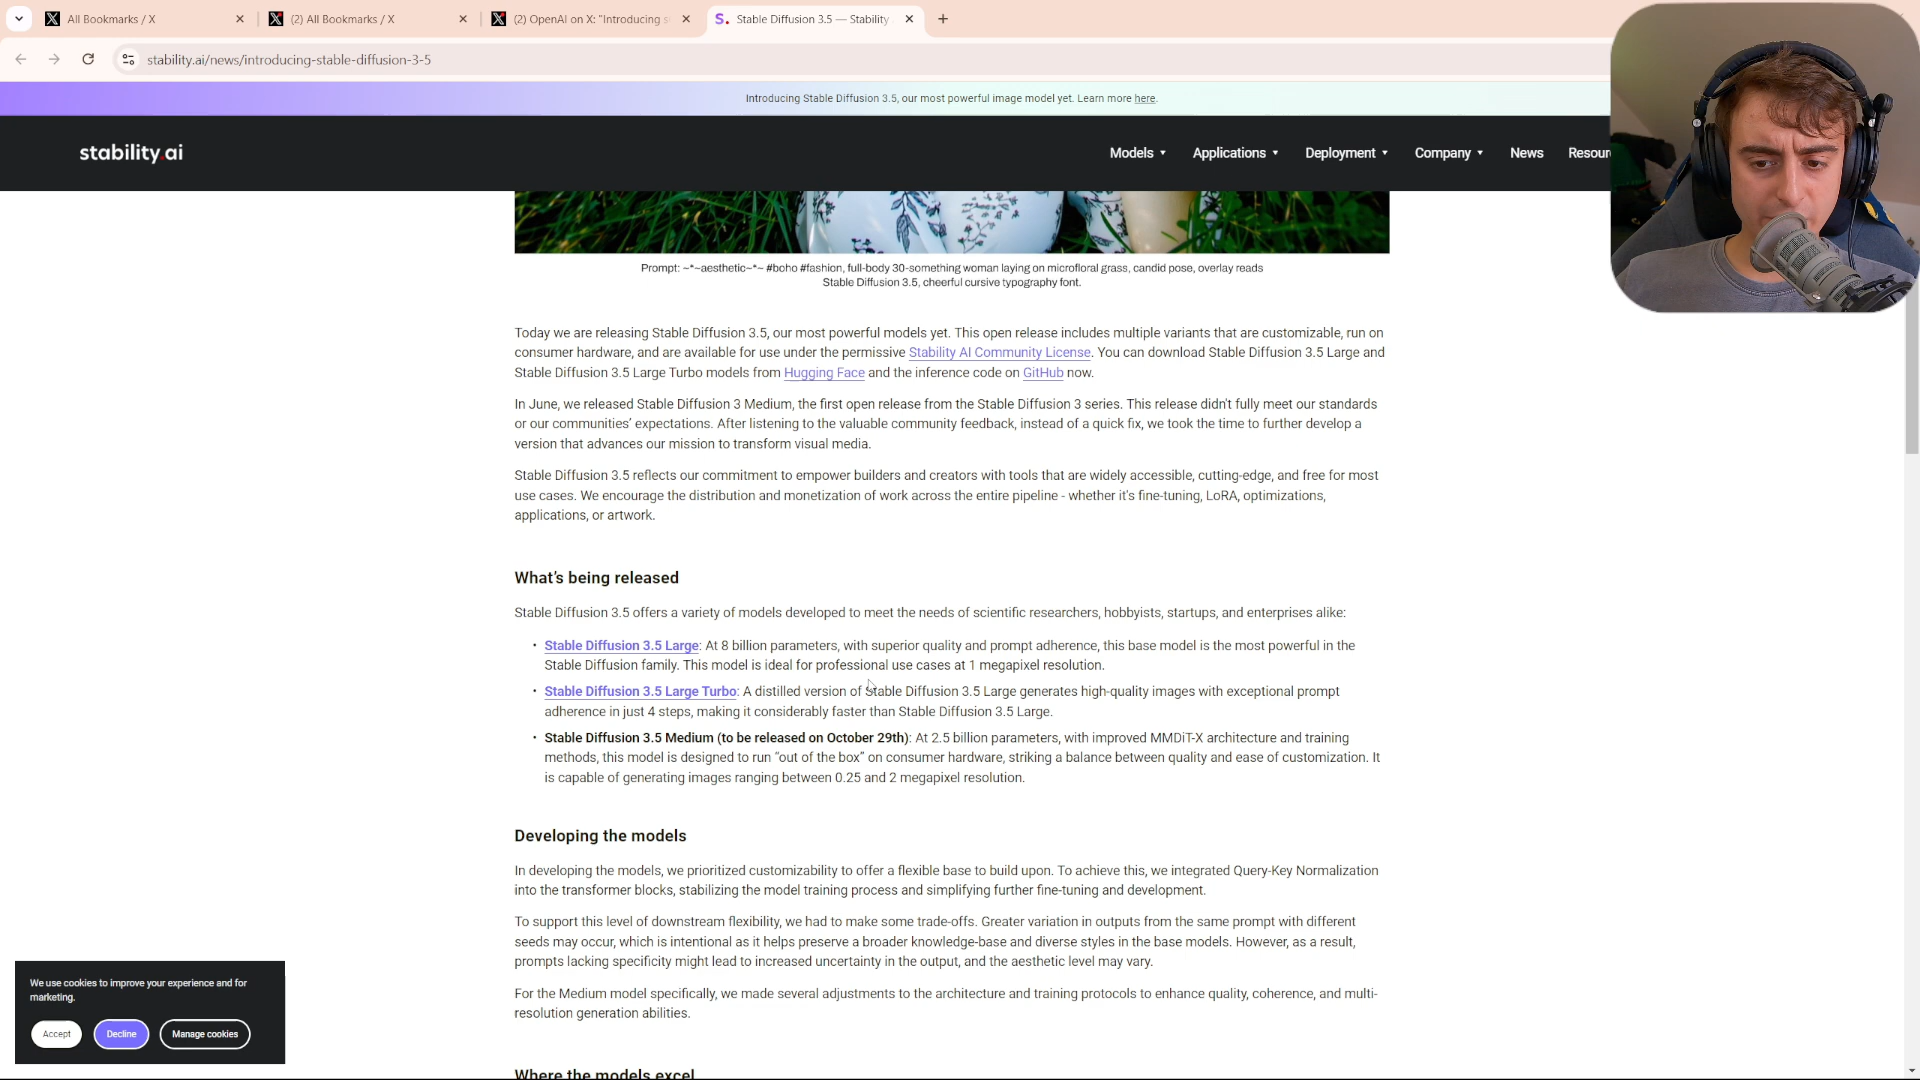 All Bookmarks / X
(2) All Bookmarks / X
(2) OpenAI on X: "Introducing s
Stable Diffusion 3.5 — Stability
stability.ai/news/introducing-stable-diffusion-3-5
Introducing Stable Diffusion 3.5, our most powerful image model yet. Learn more here.
stability.ai
Models
Applications
Deployment
Company
News
Resour
Prompt: ~*~aesthetic~*~ #boho #fashion, full-body 30-something woman laying on microfloral grass, candid pose, overlay reads
Stable Diffusion 3.5, cheerful cursive typography font.
Today we are releasing Stable Diffusion 3.5, our most powerful models yet. This open release includes multiple variants that are customizable, run on
consumer hardware, and are available for use under the permissive Stability AI Community License. You can download Stable Diffusion 3.5 Large and
Stable Diffusion 3.5 Large Turbo models from Hugging Face and the inference code on GitHub now.
In June, we released Stable Diffusion 3 Medium, the first open release from the Stable Diffusion 3 series. This release didn't fully meet our standards
or our communities’ expectations. After listening to the valuable community feedback, instead of a quick fix, we took the time to further develop a
version that advances our mission to transform visual media.
Stable Diffusion 3.5 reflects our commitment to empower builders and creators with tools that are widely accessible, cutting-edge, and free for most
use cases. We encourage the distribution and monetization of work across the entire pipeline - whether it's fine-tuning, LoRA, optimizations,
applications, or artwork.
What’s being released
Stable Diffusion 3.5 offers a variety of models developed to meet the needs of scientific researchers, hobbyists, startups, and enterprises alike:
• Stable Diffusion 3.5 Large: At 8 billion parameters, with superior quality and prompt adherence, this base model is the most powerful in the
Stable Diffusion family. This model is ideal for professional use cases at 1 megapixel resolution.
• Stable Diffusion 3.5 Large Turbo: A distilled version of Stable Diffusion 3.5 Large generates high-quality images with exceptional prompt
adherence in just 4 steps, making it considerably faster than Stable Diffusion 3.5 Large.
• Stable Diffusion 3.5 Medium (to be released on October 29th): At 2.5 billion parameters, with improved MMDiT-X architecture and training
methods, this model is designed to run “out of the box” on consumer hardware, striking a balance between quality and ease of customization. It
is capable of generating images ranging between 0.25 and 2 megapixel resolution.
Developing the models
In developing the models, we prioritized customizability to offer a flexible base to build upon. To achieve this, we integrated Query-Key Normalization
into the transformer blocks, stabilizing the model training process and simplifying further fine-tuning and development.
To support this level of downstream flexibility, we had to make some trade-offs. Greater variation in outputs from the same prompt with different
seeds may occur, which is intentional as it helps preserve a broader knowledge-base and diverse styles in the base models. However, as a result,
prompts lacking specificity might lead to increased uncertainty in the output, and the aesthetic level may vary.
For the Medium model specifically, we made several adjustments to the architecture and training protocols to enhance quality, coherence, and multi-
resolution generation abilities.
Where the models excel
We use cookies to improve your experience and for
marketing.
Accept
Decline
Manage cookies